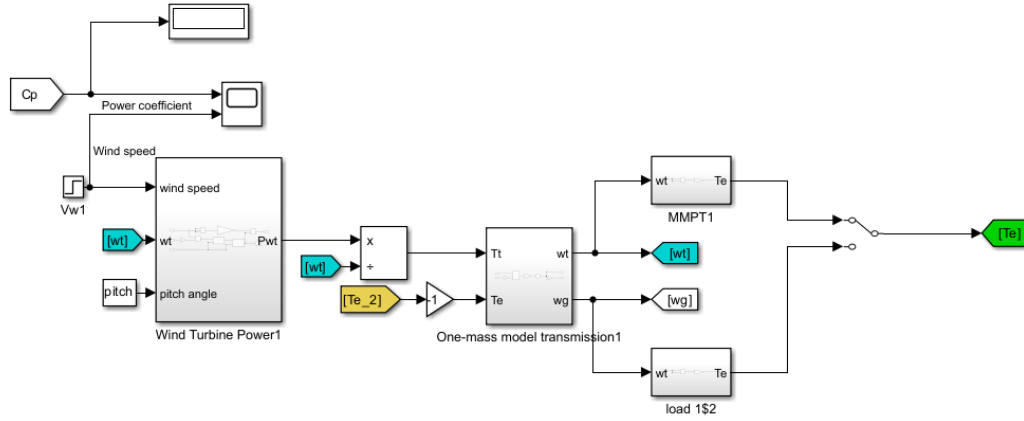 Cp
Power coefficient
Wind speed
Vw1
wind speed
[wt]
wt
Pwt
pitch
pitch angle
Wind Turbine Power1
x
÷
[wt]
[Te_2]
-1
Tt
wt
Te
wg
One-mass model transmission1
wt
Te
MMPT1
[wt]
[wg]
wt
Te
load 1$2
[Te]